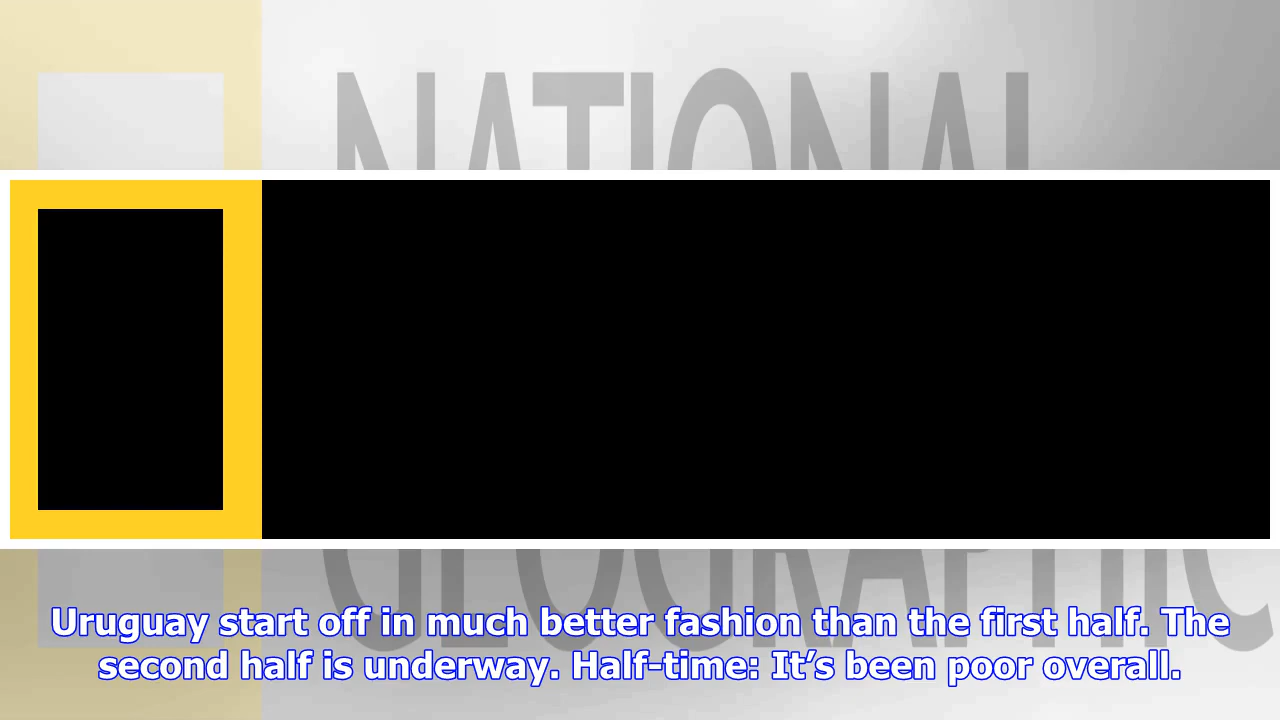 NATIONAL
GEOGRAPHIC
Uruguay start off in much better fashion than the first half. The
second half is underway. Half-time: It’s been poor overall.